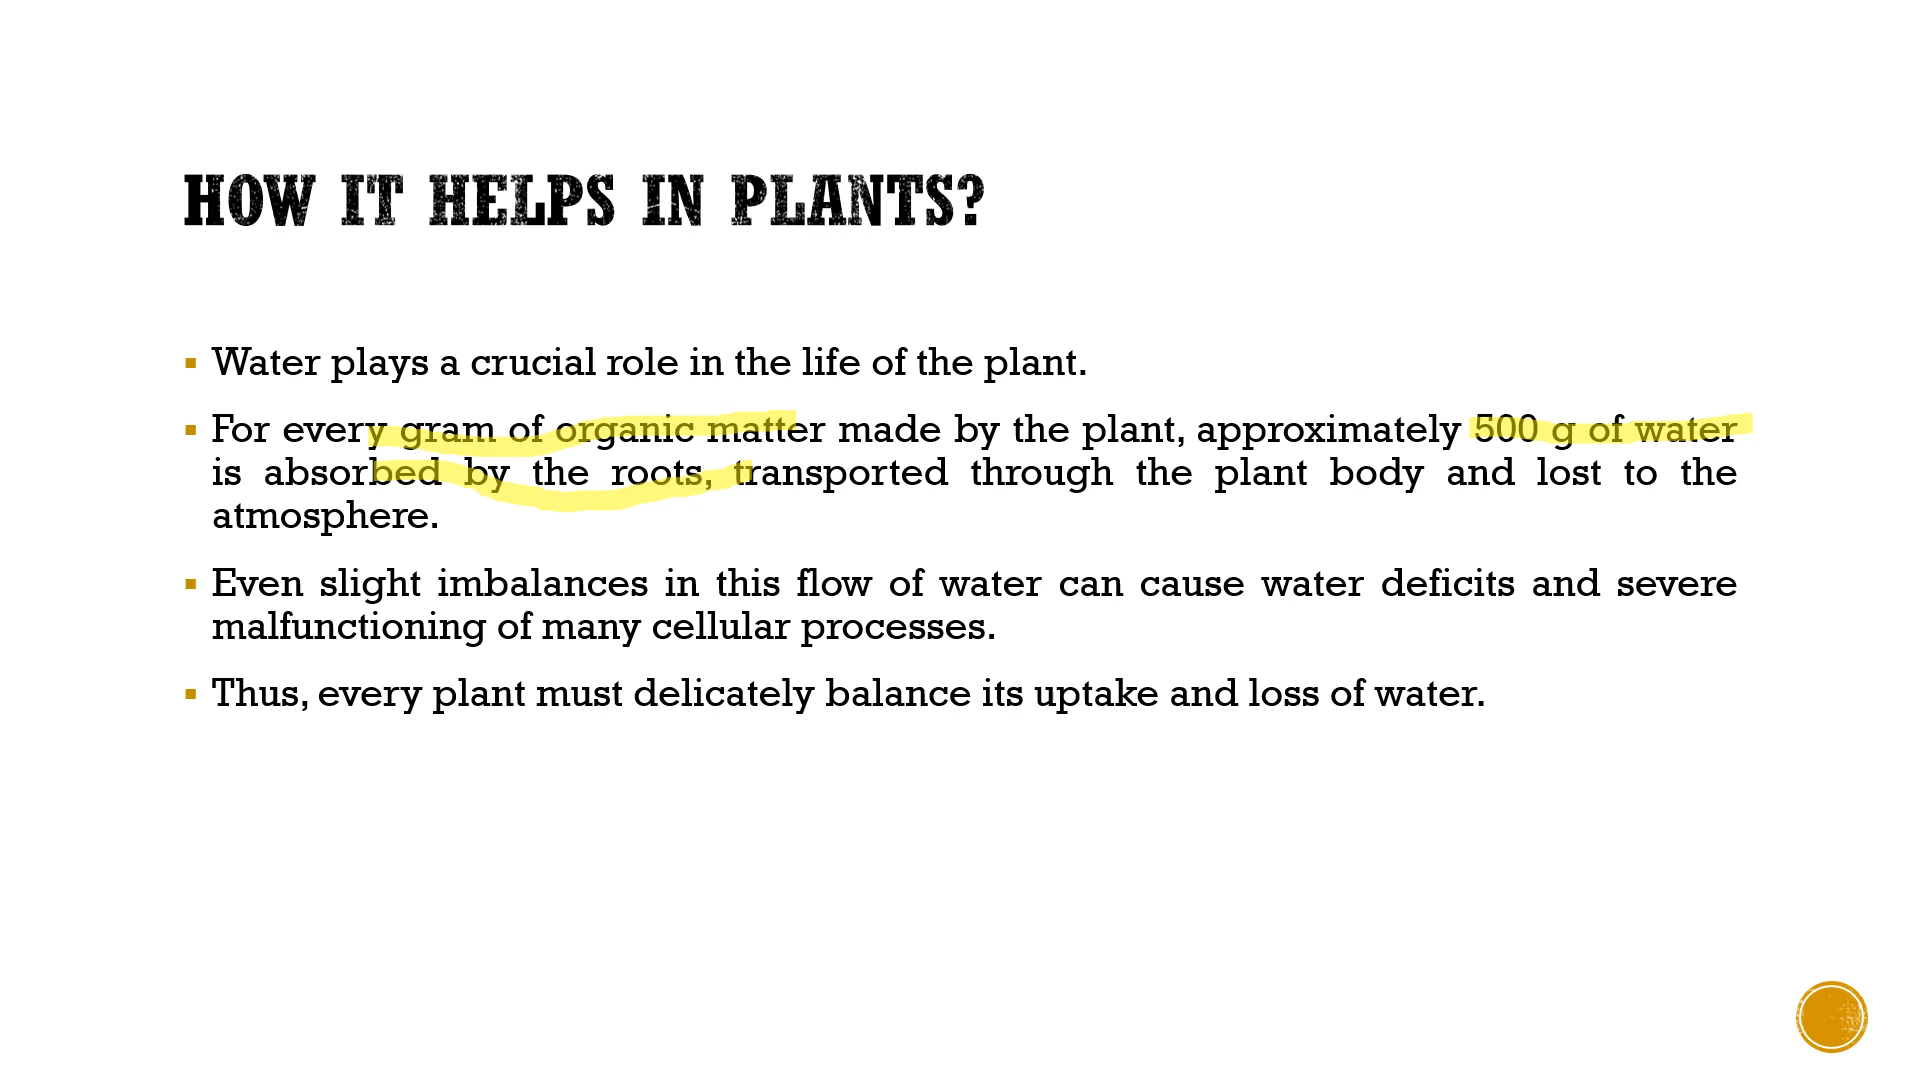 HOW IT HELPS IN PLANTS?
▪ Water plays a crucial role in the life of the plant.
▪ For every gram of organic matter made by the plant, approximately 500 g of water
is absorbed by the roots, transported through the plant body and lost to the
atmosphere.
▪ Even slight imbalances in this flow of water can cause water deficits and severe
malfunctioning of many cellular processes.
▪ Thus, every plant must delicately balance its uptake and loss of water.